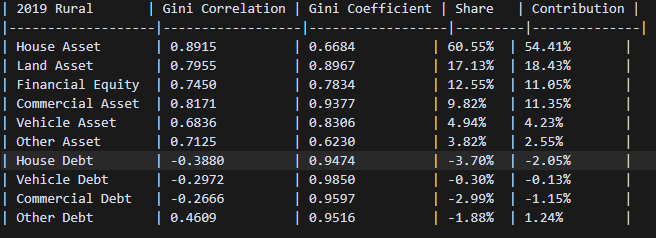 | 2019 Rural | Gini Correlation | Gini Coefficient | Share | Contribution |
|------------------|------------------|------------------|---------|--------------|
| House Asset | 0.8915 | 0.6684 | 60.55% | 54.41% |
| Land Asset | 0.7955 | 0.8967 | 17.13% | 18.43% |
| Financial Equity | 0.7450 | 0.7834 | 12.55% | 11.05% |
| Commercial Asset | 0.8171 | 0.9377 | 9.82% | 11.35% |
| Vehicle Asset | 0.6836 | 0.8306 | 4.94% | 4.23% |
| Other Asset | 0.7125 | 0.6230 | 3.82% | 2.55% |
| House Debt | -0.3880 | 0.9474 | -3.70% | -2.05% |
| Vehicle Debt | -0.2972 | 0.9850 | -0.30% | -0.13% |
| Commercial Debt | -0.2666 | 0.9597 | -2.99% | -1.15% |
| Other Debt | 0.4609 | 0.9516 | -1.88% | 1.24% |